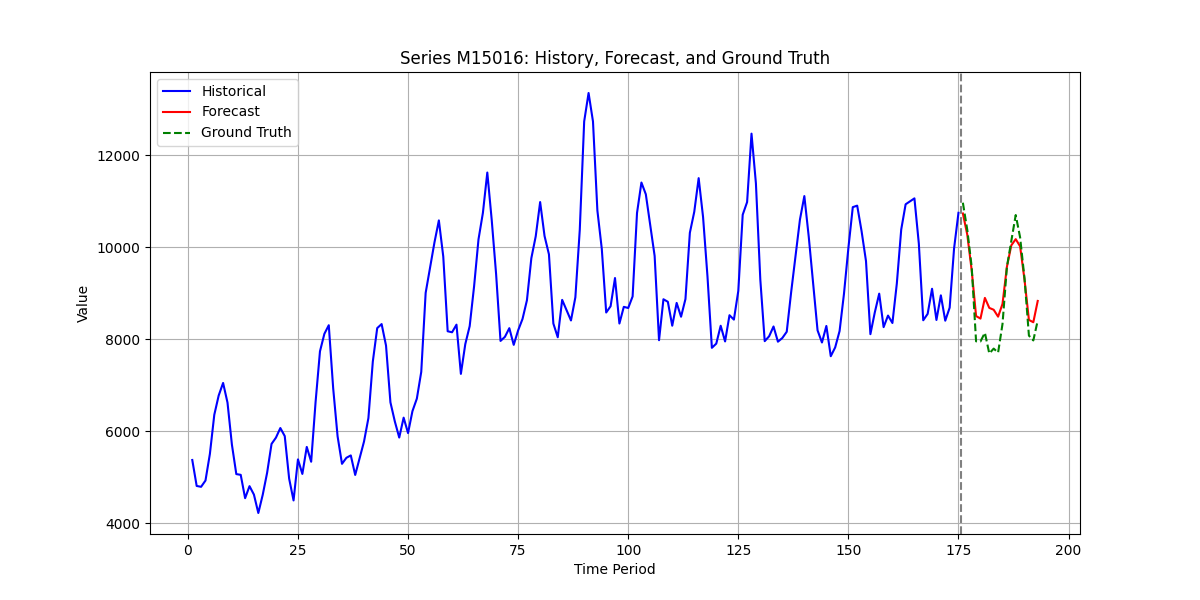 Series M15016: History, Forecast, and Ground Truth
Historical
Forecast
Ground Truth
12000
10000
8000
6000
4000
Value
0 25 50 75 100 125 150 175 200
Time Period